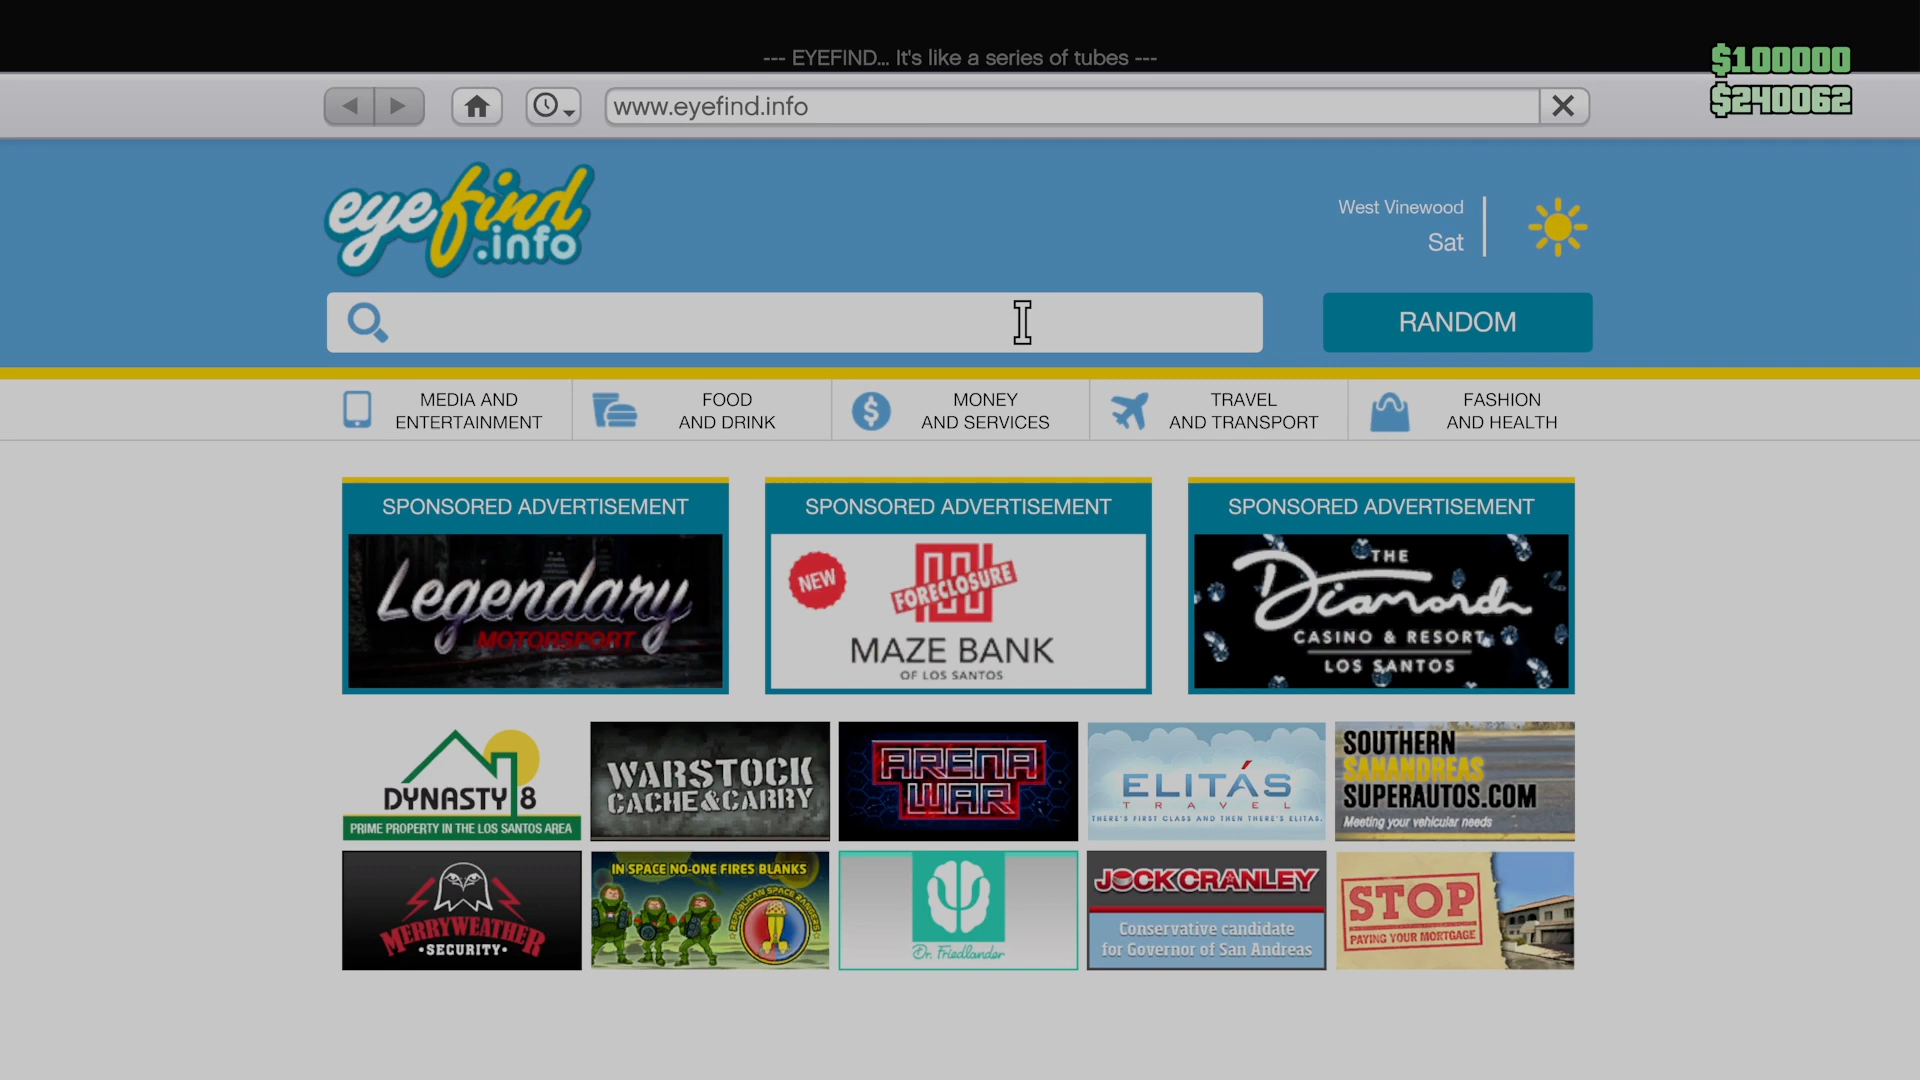 --- EYEFIND... It's like a series of tubes ---
$100000
$240062
www.eyefind.info
eyefind
.info
West Vinewood
Sat
RANDOM
MEDIA AND
ENTERTAINMENT
FOOD
AND DRINK
MONEY
AND SERVICES
TRAVEL
AND TRANSPORT
FASHION
AND HEALTH
SPONSORED ADVERTISEMENT
Legendary
MOTORSPORT
SPONSORED ADVERTISEMENT
NEW
FORECLOSURE
MAZE BANK
OF LOS SANTOS
SPONSORED ADVERTISEMENT
THE
Diamond
CASINO & RESORT
LOS SANTOS
DYNASTY 8
PRIME PROPERTY IN THE LOS SANTOS AREA
WARSTOCK
CACHE&CARRY
ARENA
WAR
ELITÁS
TRAVEL
THERE'S FIRST CLASS AND THEN THERE'S ELITAS.
SOUTHERN
SANANDREAS
SUPERAUTOS.COM
Meeting your vehicular needs
MERRYWEATHER
•SECURITY•
IN SPACE NO-ONE FIRES BLANKS
REPUBLICAN SPACE RANGERS
Dr. Friedlander
JOCK CRANLEY
Conservative candidate
for Governor of San Andreas
STOP
PAYING YOUR MORTGAGE